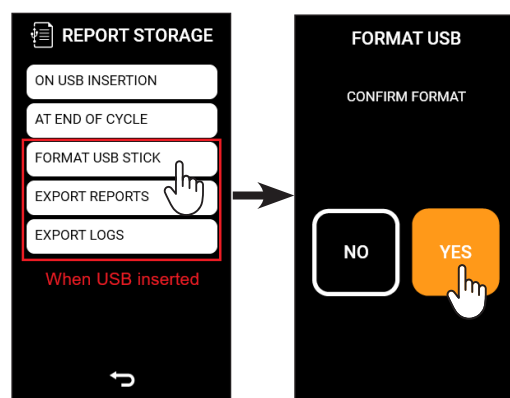 REPORT STORAGE
ON USB INSERTION
AT END OF CYCLE
FORMAT USB STICK
EXPORT REPORTS
EXPORT LOGS
When USB inserted
FORMAT USB
CONFIRM FORMAT
NO
YES